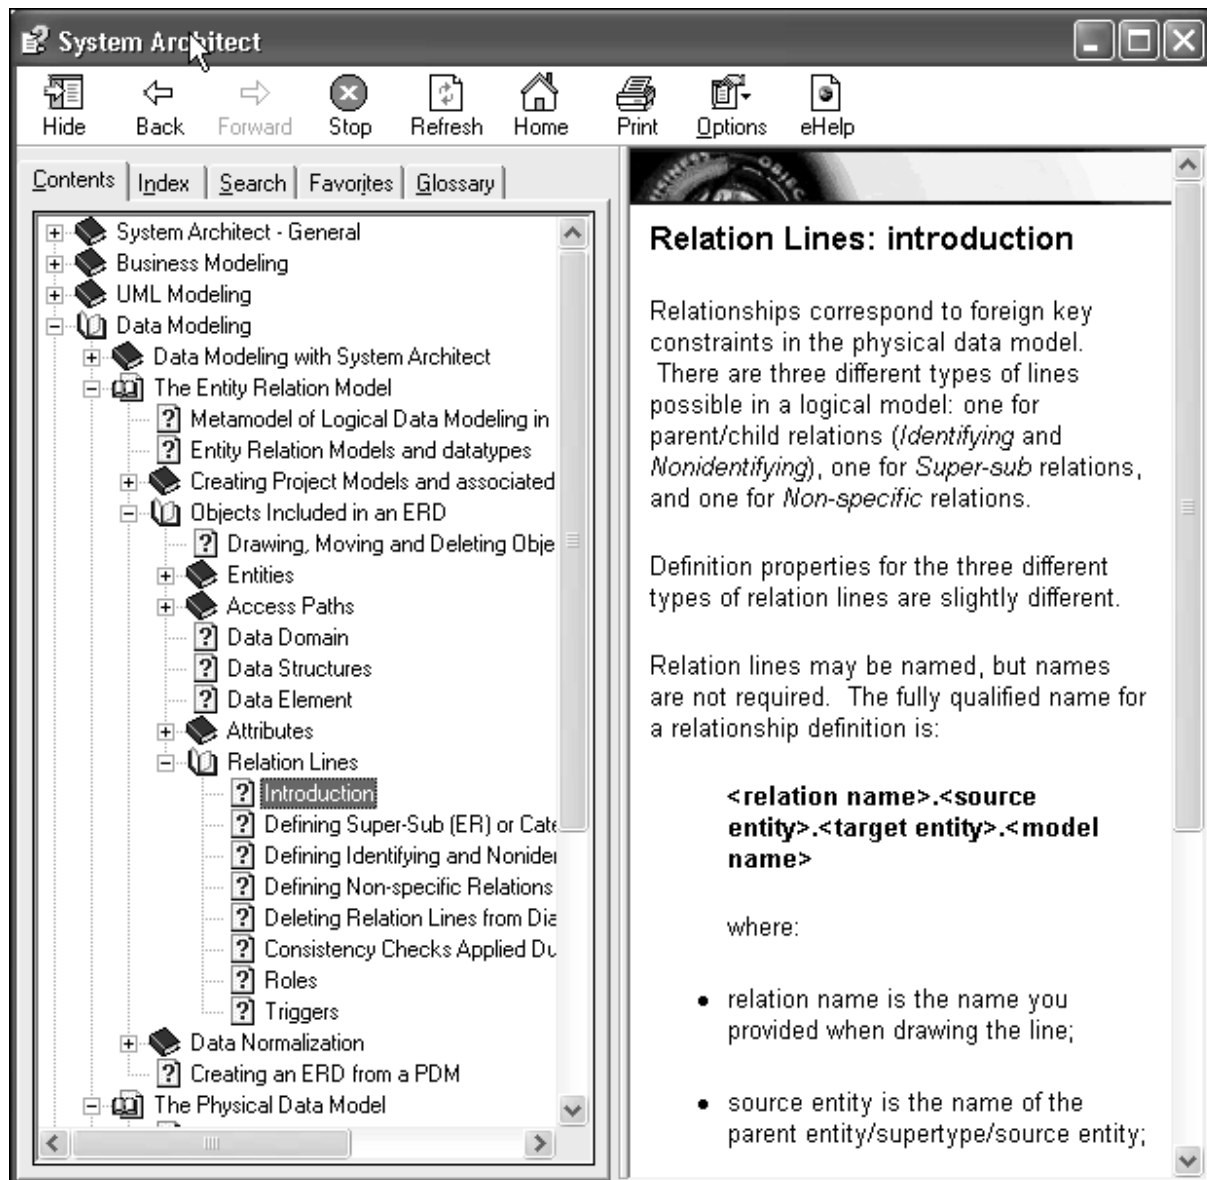 System Architect
Hide Back Forward Stop Refresh Home Print Options eHelp
Contents Index Search Favorites Glossary
System Architect - General
Business Modeling
UML Modeling
Data Modeling
Data Modeling with System Architect
The Entity Relation Model
Metamodel of Logical Data Modeling in
Entity Relation Models and datatypes
Creating Project Models and associated
Objects Included in an ERD
Drawing, Moving and Deleting Obje
Entities
Access Paths
Data Domain
Data Structures
Data Element
Attributes
Relation Lines
Introduction
Defining Super-Sub (ER) or Cate
Defining Identifying and Noniden
Defining Non-specific Relations
Deleting Relation Lines from Dia
Consistency Checks Applied Du
Roles
Triggers
Data Normalization
Creating an ERD from a PDM
The Physical Data Model
OBJEC
Relation Lines: introduction
Relationships correspond to foreign key
constraints in the physical data model.
There are three different types of lines
possible in a logical model: one for
parent/child relations (Identifying and
Nonidentifying), one for Super-sub relations,
and one for Non-specific relations.
Definition properties for the three different
types of relation lines are slightly different.
Relation lines may be named, but names
are not required. The fully qualified name for
a relationship definition is:
<relation name>.<source
entity>.<target entity>.<model
name>
where:
• relation name is the name you
provided when drawing the line;
• source entity is the name of the
parent entity/supertype/source entity;